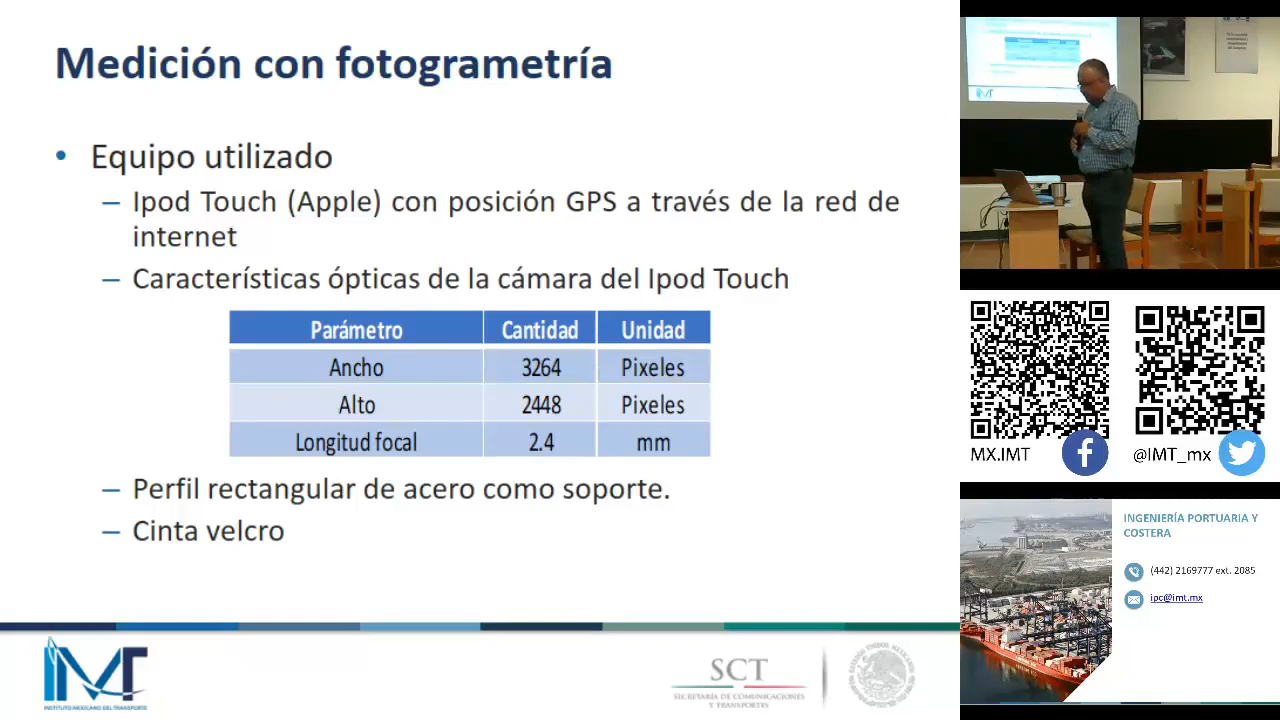 Medición con fotogrametría
• Equipo utilizado
– Ipod Touch (Apple) con posición GPS a través de la red de
internet
– Características ópticas de la cámara del Ipod Touch
Parámetro Cantidad Unidad
Ancho 3264 Pixeles
Alto 2448 Pixeles
Longitud focal 2.4 mm
– Perfil rectangular de acero como soporte.
– Cinta velcro
IMT
INSTITUTO MEXICANO DEL TRANSPORTE
SCT
SECRETARÍA DE COMUNICACIONES
Y TRANSPORTES
MX.IMT
@IMT_mx
INGENIERÍA PORTUARIA Y
COSTERA
(442) 2169777 ext. 2085
ipc@imt.mx